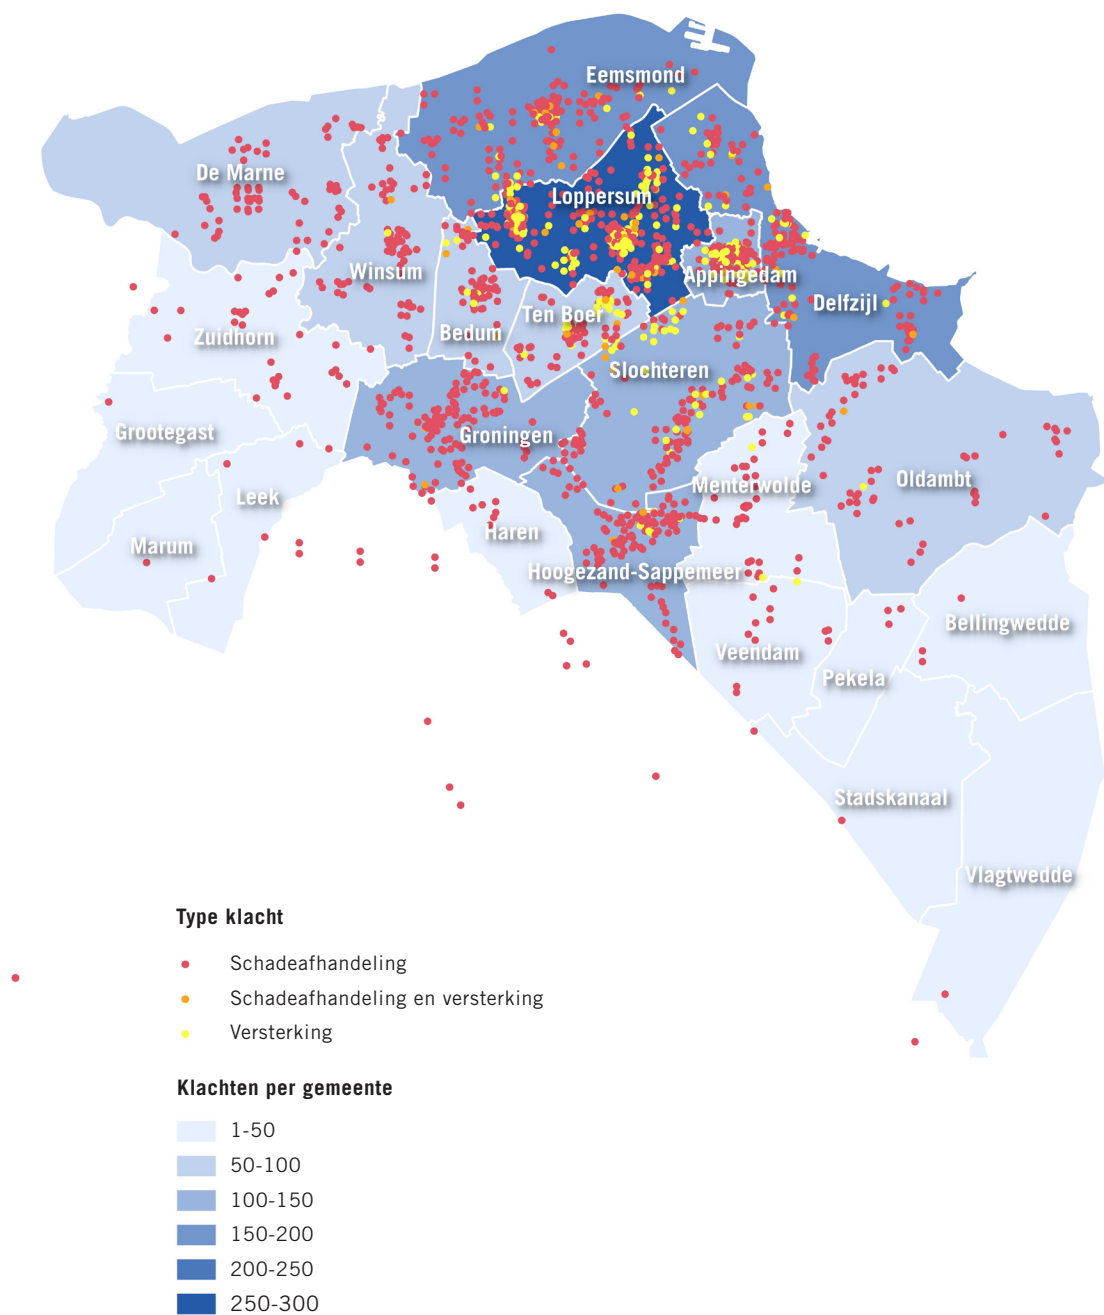 Eemsmond
De Marne
Loppersum
Winsum
Appingedam
Delfzijl
Ten Boer
Bedum
Zuidhorn
Slochteren
Grootegast
Groningen
Oldambt
Menterwolde
Leek
Haren
Marum
Hoogezand-Sappemeer
Bellingwedde
Veendam
Pekela
Stadskanaal
Vlagtwedde
Type klacht
Schadeafhandeling
Schadeafhandeling en versterking
Versterking
Klachten per gemeente
1-50
50-100
100-150
150-200
200-250
250-300